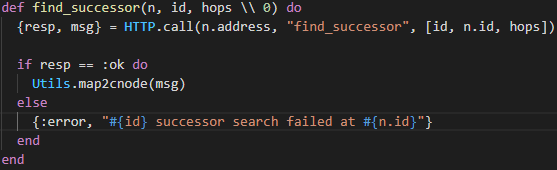 def find_successor(n, id, hops \\ 0) do
  {resp, msg} = HTTP.call(n.address, "find_successor", [id, n.id, hops])

  if resp == :ok do
    Utils.map2cnode(msg)
  else
    {:error, "#{id} successor search failed at #{n.id}"}
  end
end